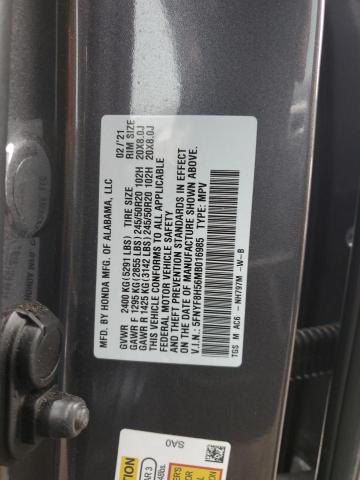 MFD. BY HONDA MFG. OF ALABAMA, LLC 02/'21
GVWR 2400 KG(5291 LBS) TIRE SIZE RIM SIZE
GAWR F 1295 KG(2855 LBS) 245/50R20 102H 20X8.0J
GAWR R 1425 KG(3142 LBS) 245/50R20 102H 20X8.0J
THIS VEHICLE CONFORMS TO ALL APPLICABLE
FEDERAL MOTOR VEHICLE SAFETY
AND THEFT PREVENTION STANDARDS IN EFFECT
ON THE DATE OF MANUFACTURE SHOWN ABOVE.
V.I.N.: 5FNYF8H56MB016985 TYPE: MPV
TGS M AC6 - NH797M -W-B
SA0